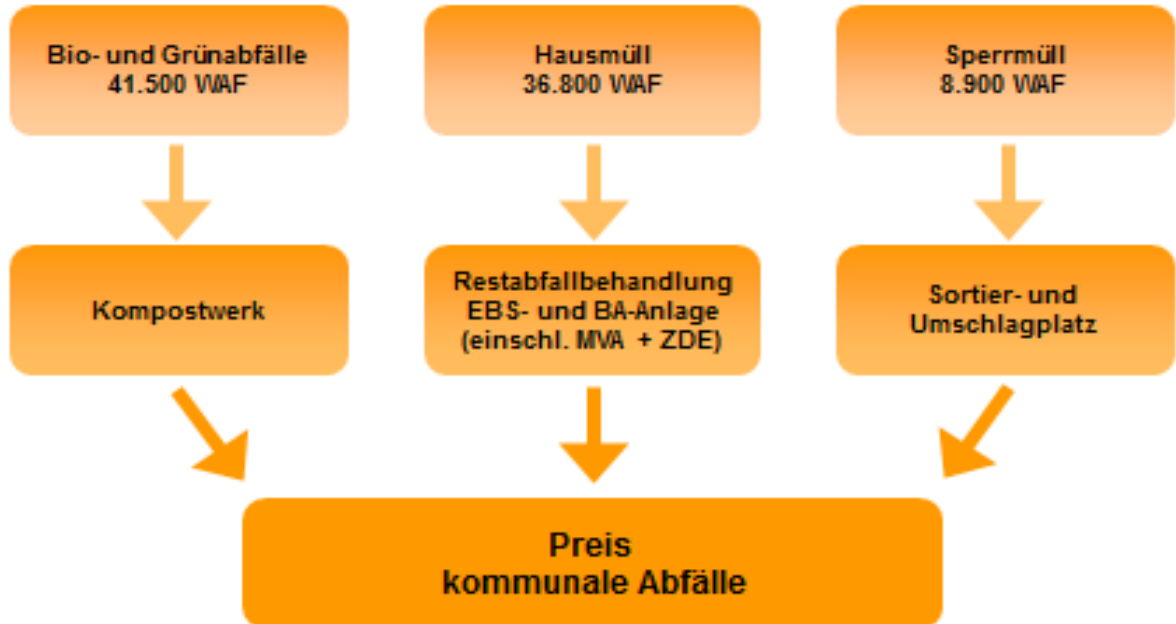 Bio- und Grünabfälle
41.500 WAF
Hausmüll
36.800 WAF
Sperrmüll
8.900 WAF
Kompostwerk
Restabfallbehandlung
EBS- und BA-Anlage
(einschl. MVA + ZDE)
Sortier- und
Umschlagplatz
Preis
kommunale Abfälle